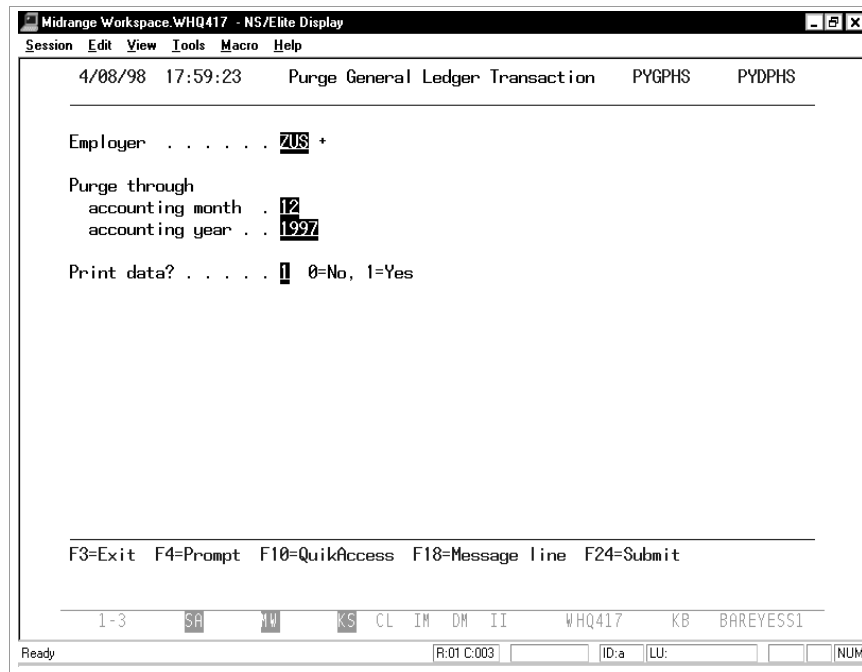 Midrange Workspace.WHQ417 - NS/Elite Display
Session Edit View Tools Macro Help
4/08/98 17:59:23 Purge General Ledger Transaction PYGPHS PYDPHS
Employer . . . . . . ZUS +
Purge through
accounting month . 12
accounting year . . 1997
Print data? . . . . . 1 0=No, 1=Yes
F3=Exit F4=Prompt F10=QuikAccess F18=Message line F24=Submit
1-3 SA MW KS CL IM DM II WHQ417 KB BAREYESS1
Ready R:01 C:003 ID:a LU: NUM